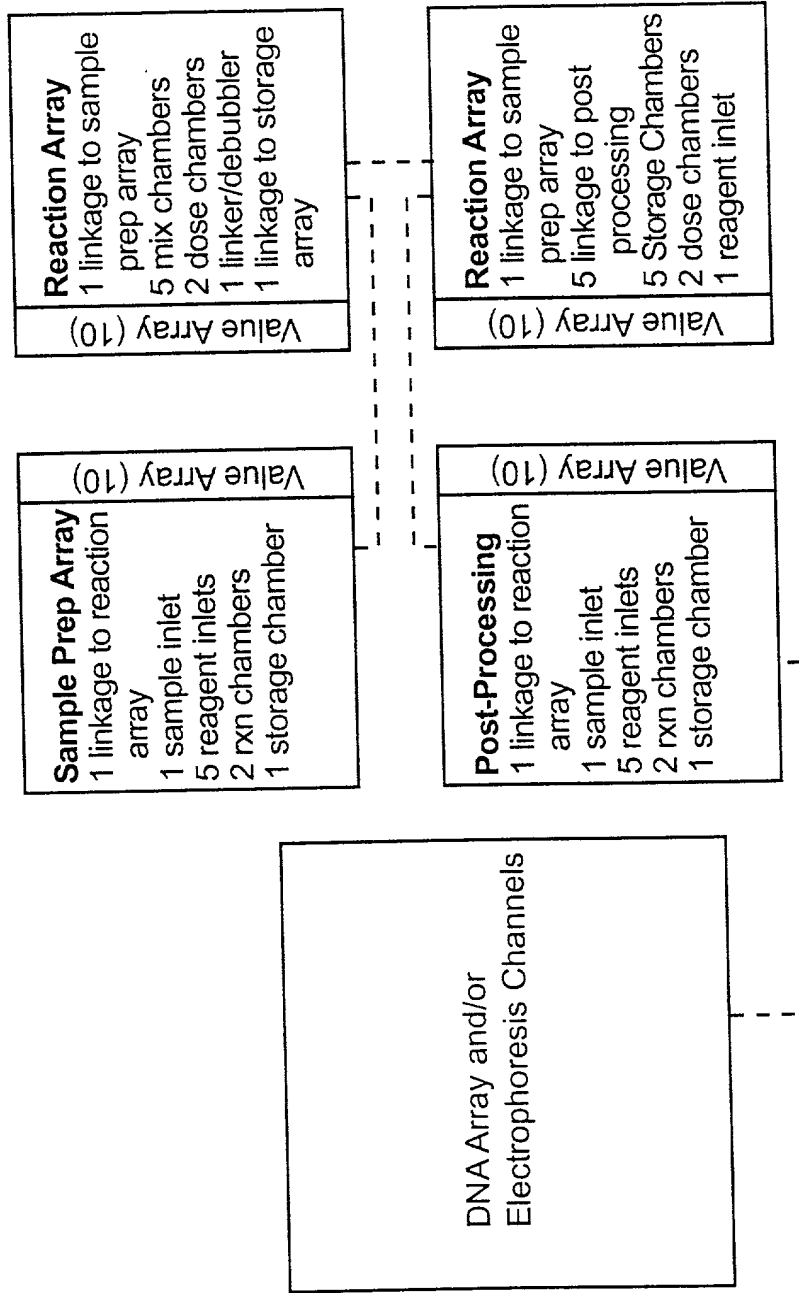 DNA Array and/or
Electrophoresis Channels
Sample Prep Array
1 linkage to reaction
array
1 sample inlet
5 reagent inlets
2 rxn chambers
1 storage chamber
Value Array (10)
Value Array (10)
Reaction Array
1 linkage to sample
prep array
5 mix chambers
2 dose chambers
1 linker/debubbler
1 linkage to storage
array
Post-Processing
1 linkage to reaction
array
1 sample inlet
5 reagent inlets
2 rxn chambers
1 storage chamber
Value Array (10)
Value Array (10)
Reaction Array
1 linkage to sample
prep array
5 linkage to post
processing
5 Storage Chambers
2 dose chambers
1 reagent inlet